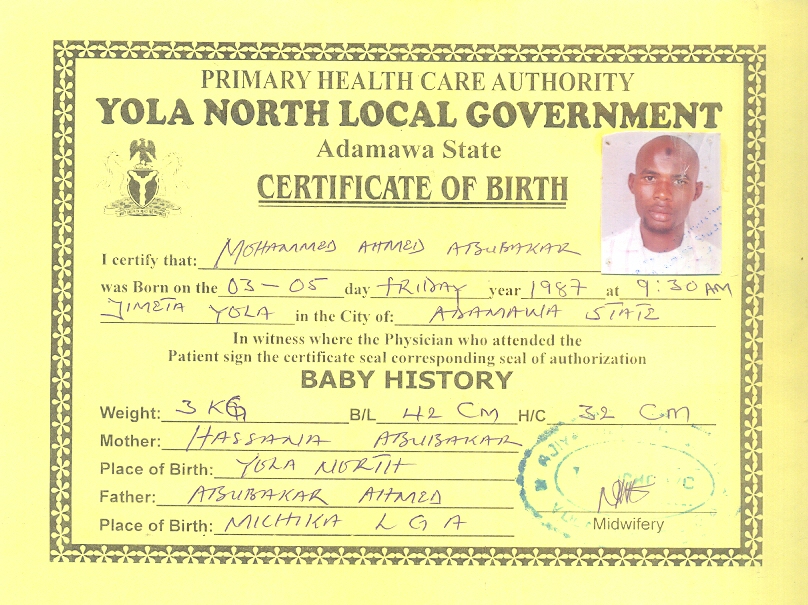 PRIMARY HEALTH CARE AUTHORITY
YOLA NORTH LOCAL GOVERNMENT
Adamawa State
CERTIFICATE OF BIRTH
I certify that: MOHAMMED AHMED ABUBAKAR
was Born on the 03-05 day FRIDAY year 1987 at 9:30 AM
JIMETA YOLA in the City of: ADAMAWA STATE
In witness where the Physician who attended the
Patient sign the certificate seal corresponding seal of authorization
BABY HISTORY
Weight: 3 KG B/L 42 CM H/C 32 CM
Mother: HASSANA ABUBAKAR
Place of Birth: YOLA NORTH
Father: ABUBAKAR AHMED
Place of Birth: MICHIKA L G A
Midwifery